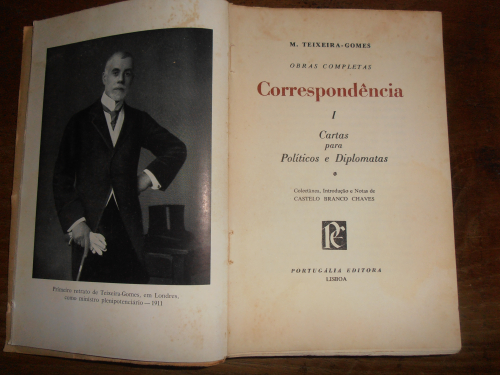 Primeiro retrato de Teixeira-Gomes, em Londres,
como ministro plenipotenciário — 1911
M. TEIXEIRA-GOMES
OBRAS COMPLETAS
Correspondência
I
Cartas
para
Políticos e Diplomatas
*
Colectânea, Introdução e Notas de
CASTELO BRANCO CHAVES
PE
PORTUGÁLIA EDITORA
LISBOA